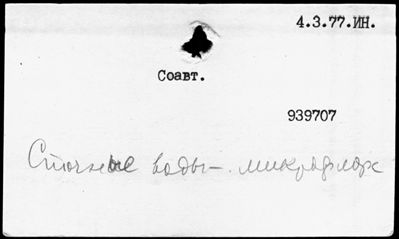 4.3.77.ИН.
Соавт.
939707
Сточные воды - микрофлора